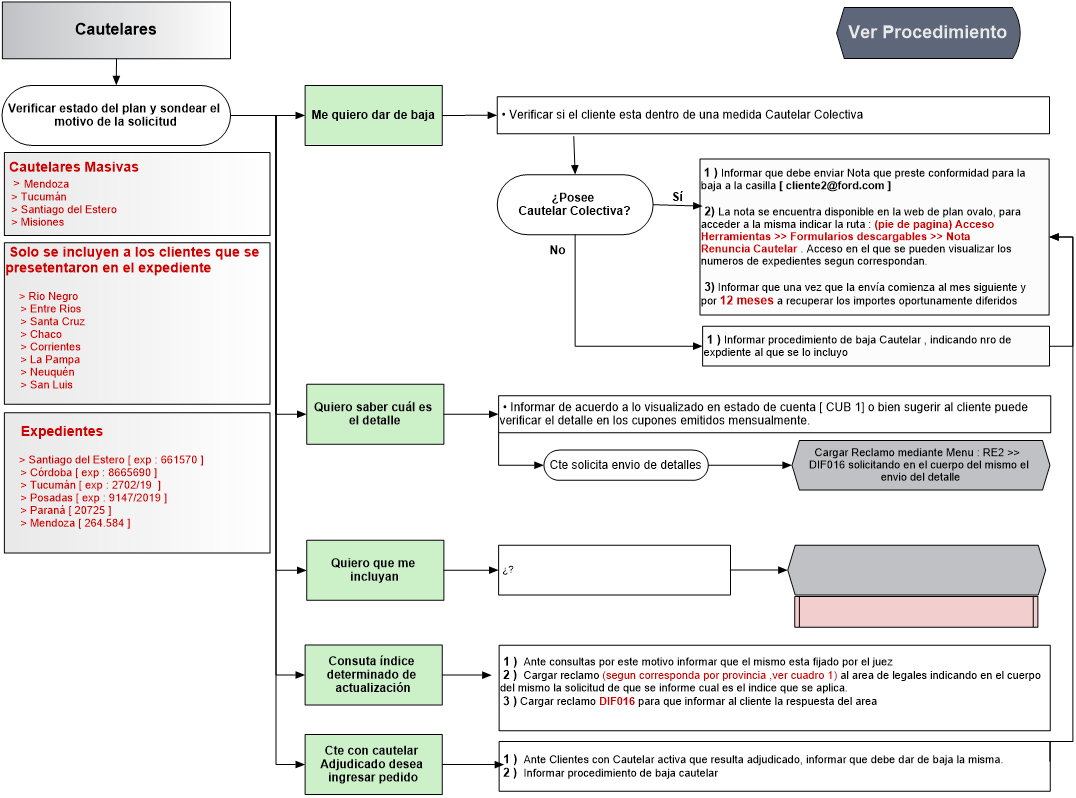 Cautelares
Ver Procedimiento
Verificar estado del plan y sondear el
motivo de la solicitud
Cautelares Masivas
> Mendoza
> Tucumán
> Santiago del Estero
> Misiones
Solo se incluyen a los clientes que se
presetentaron en el expediente
> Rio Negro
> Entre Rios
> Santa Cruz
> Chaco
> Corrientes
> La Pampa
> Neuquén
> San Luis
Expedientes
> Santiago del Estero [ exp : 661570 ]
> Córdoba [ exp : 8665690 ]
> Tucumán [ exp : 2702/19 ]
> Posadas [ exp : 9147/2019 ]
> Paraná [ 20725 ]
> Mendoza [ 264.584 ]
Me quiero dar de baja
• Verificar si el cliente esta dentro de una medida Cautelar Colectiva
¿Posee
Cautelar Colectiva?
Sí
No
1 ) Informar que debe enviar Nota que preste conformidad para la
baja a la casilla [ cliente2@ford.com ]
2) La nota se encuentra disponible en la web de plan ovalo, para
acceder a la misma indicar la ruta : (pie de pagina) Acceso
Herramientas >> Formularios descargables >> Nota
Renuncia Cautelar . Acceso en el que se pueden visualizar los
numeros de expedientes segun correspondan.
3) Informar que una vez que la envía comienza al mes siguiente y
por 12 meses a recuperar los importes oportunamente diferidos
1 ) Informar procedimiento de baja Cautelar , indicando nro de
expdiente al que se lo incluyo
Quiero saber cuál es
el detalle
• Informar de acuerdo a lo visualizado en estado de cuenta [ CUB 1] o bien sugerir al cliente puede
verificar el detalle en los cupones emitidos mensualmente.
Cte solicita envio de detalles
Cargar Reclamo mediante Menu : RE2 >>
DIF016 solicitando en el cuerpo del mismo el
envio del detalle
Quiero que me
incluyan
¿?
Consuta índice
determinado de
actualización
1 ) Ante consultas por este motivo informar que el mismo esta fijado por el juez
2 ) Cargar reclamo (segun corresponda por provincia ,ver cuadro 1) al area de legales indicando en el cuerpo
del mismo la solicitud de que se informe cual es el indice que se aplica.
3 ) Cargar reclamo DIF016 para que informar al cliente la respuesta del area
Cte con cautelar
Adjudicado desea
ingresar pedido
1 ) Ante Clientes con Cautelar activa que resulta adjudicado, informar que debe dar de baja la misma.
2 ) Informar procedimiento de baja cautelar